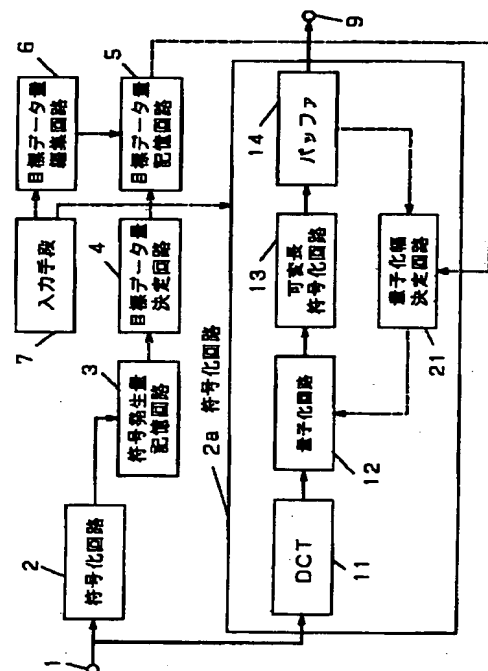 1
2
符号化回路
3
符号発生量
記憶回路
4
目標データ量
決定回路
5
目標データ量
記憶回路
6
目標データ量
編集回路
7
入力手段
2a 符号化回路
DCT
11
量子化回路
12
13
可変長
符号化回路
14
バッファ
量子化幅
決定回路
21
9